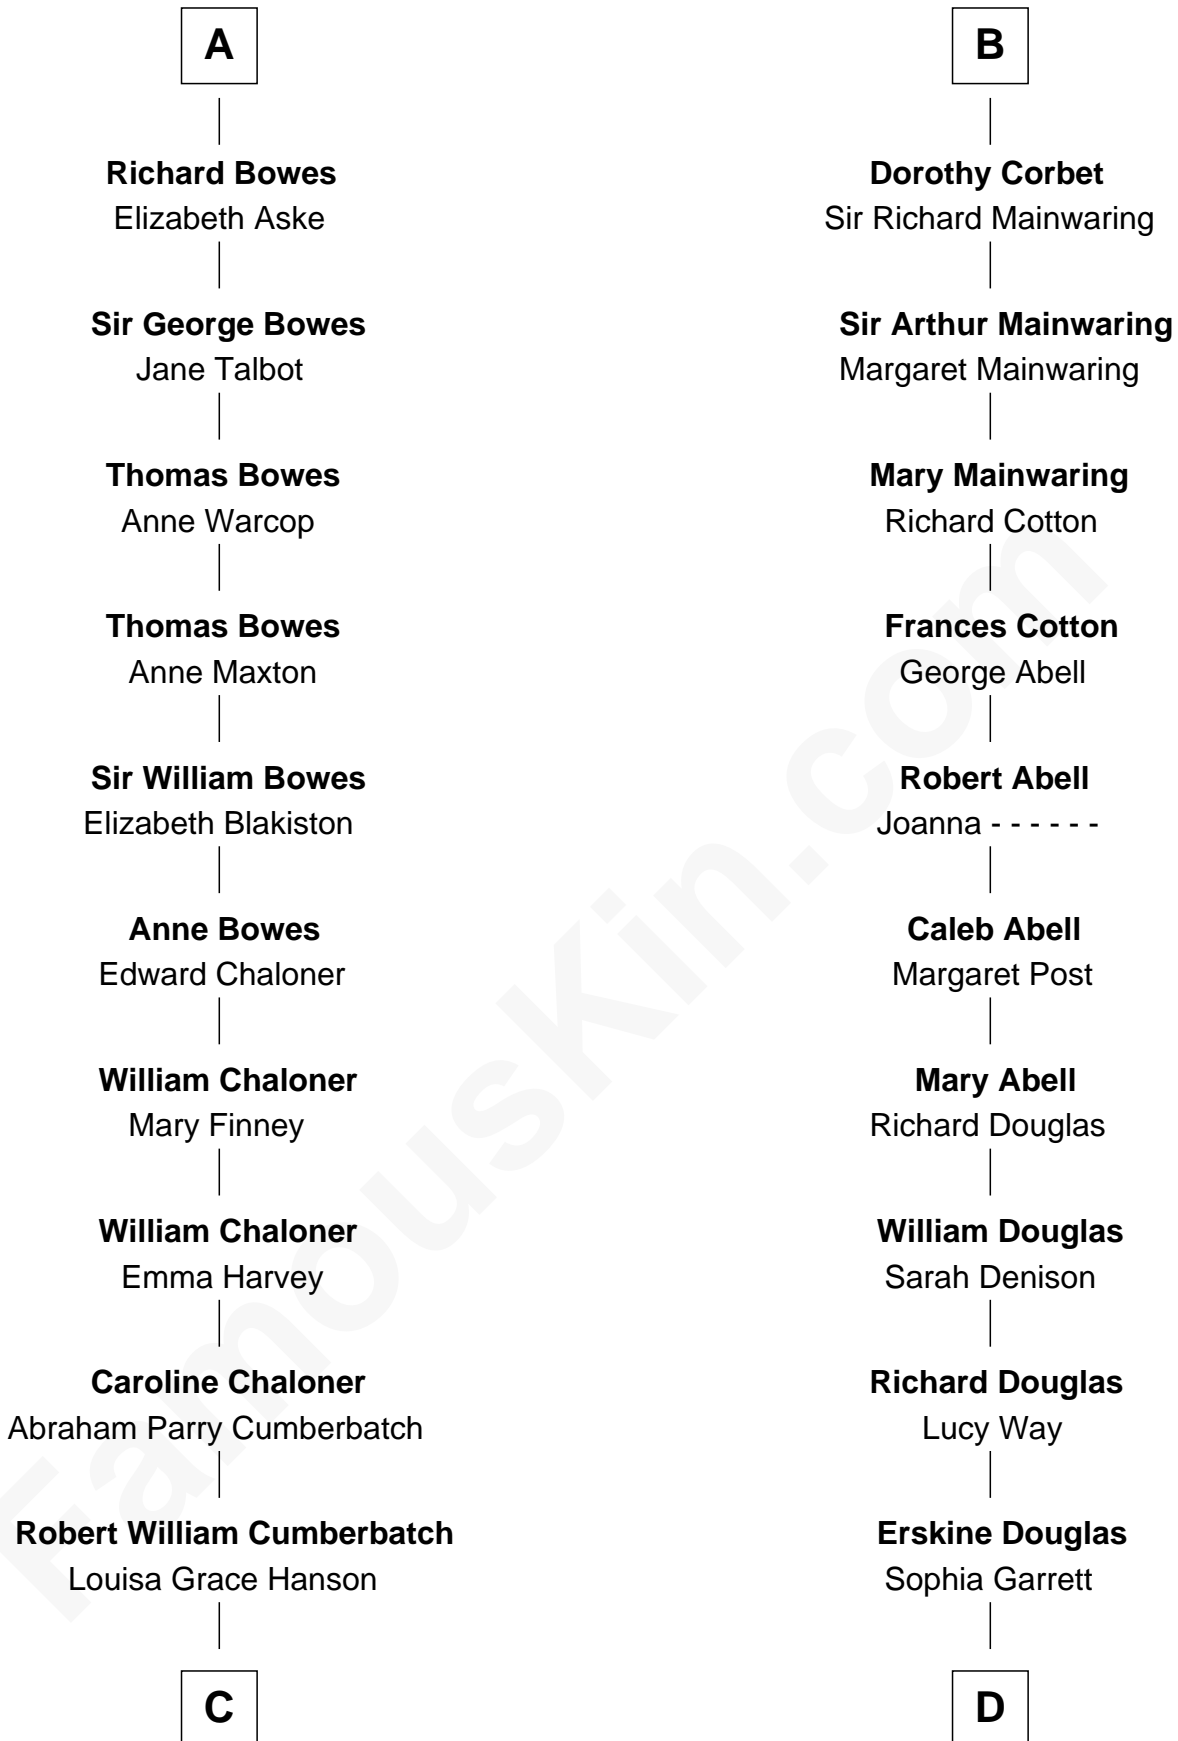 A
Richard Bowes
Elizabeth Aske
Sir George Bowes
Jane Talbot
Thomas Bowes
Anne Warcop
Thomas Bowes
Anne Maxton
Sir William Bowes
Elizabeth Blakiston
Anne Bowes
Edward Chaloner
William Chaloner
Mary Finney
William Chaloner
Emma Harvey
Caroline Chaloner
Abraham Parry Cumberbatch
Robert William Cumberbatch
Louisa Grace Hanson
C
B
Dorothy Corbet
Sir Richard Mainwaring
Sir Arthur Mainwaring
Margaret Mainwaring
Mary Mainwaring
Richard Cotton
Frances Cotton
George Abell
Robert Abell
Joanna - - - - - -
Caleb Abell
Margaret Post
Mary Abell
Richard Douglas
William Douglas
Sarah Denison
Richard Douglas
Lucy Way
Erskine Douglas
Sophia Garrett
D
FamousKin.com